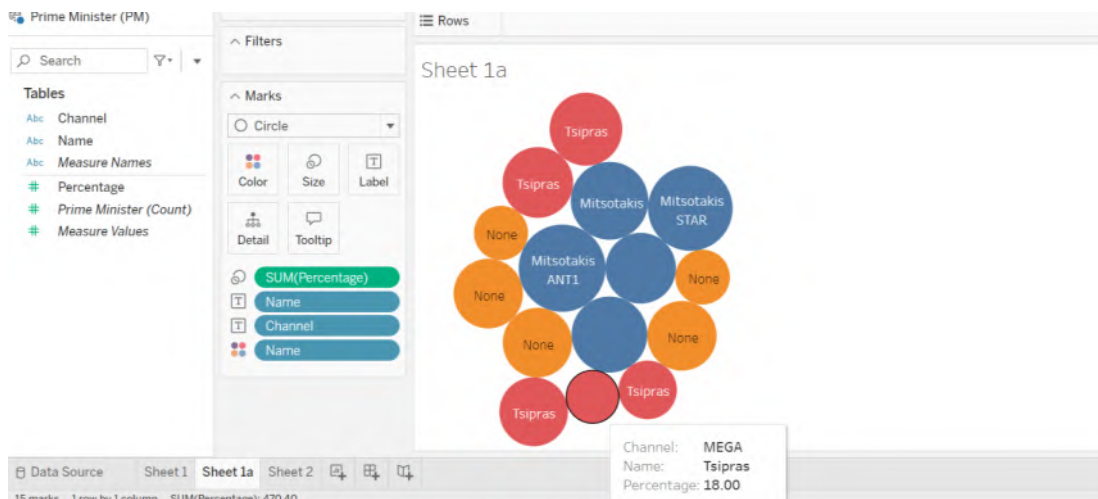 Prime Minister (PM)
Search
Tables
Abc Channel
Abc Name
Abc Measure Names
# Percentage
# Prime Minister (Count)
# Measure Values
Filters
Marks
Circle
Color
Size
T
Label
Detail
Tooltip
SUM(Percentage)
T Name
T Channel
Name
Rows
Sheet 1a
Tsipras
Tsipras
Mitsotakis
Mitsotakis
STAR
None
Mitsotakis
ANT1
None
None
None
None
Tsipras
Tsipras
Channel: MEGA
Name: Tsipras
Percentage: 18.00
Data Source
Sheet 1
Sheet 1a
Sheet 2
15 marks 1 row by 1 column SUM(Percentage): 470.40